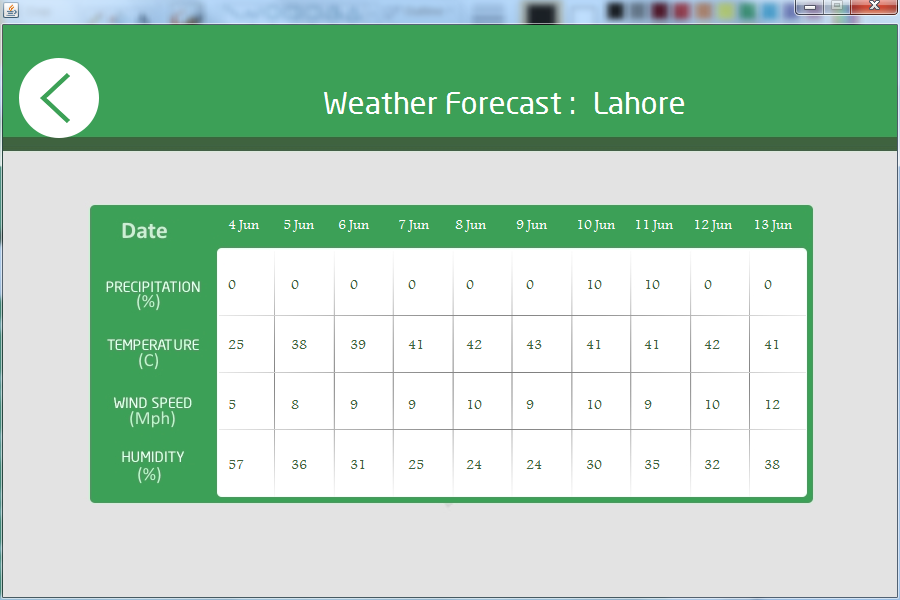 Weather Forecast : Lahore
Date 4 Jun 5 Jun 6 Jun 7 Jun 8 Jun 9 Jun 10 Jun 11 Jun 12 Jun 13 Jun
PRECIPITATION (%) 0 0 0 0 0 0 10 10 0 0
TEMPERATURE (C) 25 38 39 41 42 43 41 41 42 41
WIND SPEED (Mph) 5 8 9 9 10 9 10 9 10 12
HUMIDITY (%) 57 36 31 25 24 24 30 35 32 38